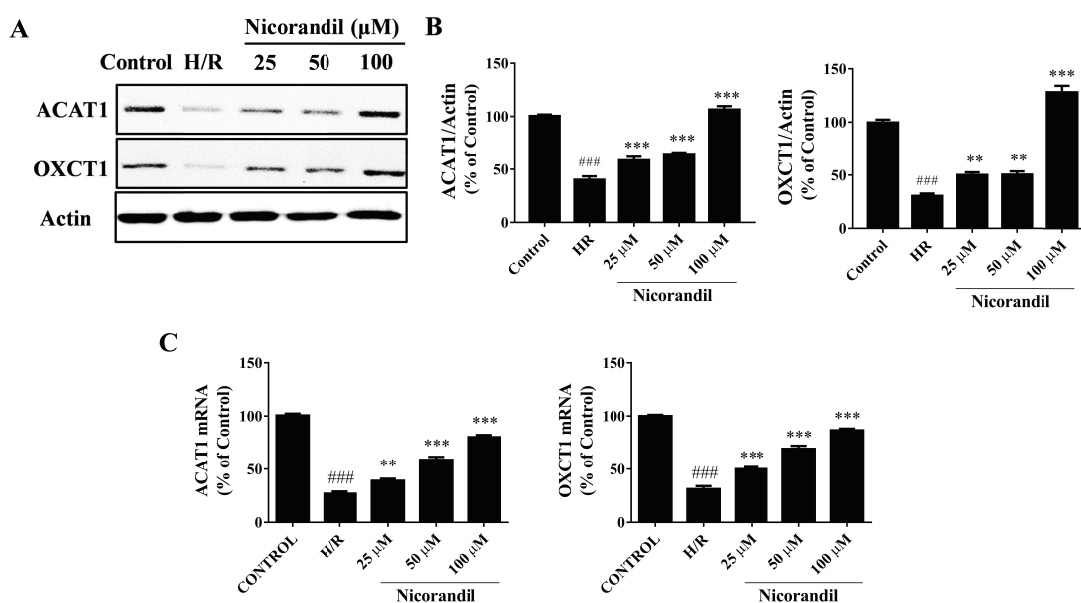 A
Nicorandil (μM)
Control H/R 25 50 100
ACAT1
OXCT1
Actin
B
ACAT1/Actin
(% of Control)
150
100
50
0
###
***
***
***
Control
HR
25 μM
50 μM
100 μM
Nicorandil
OXCT1/Actin
(% of Control)
150
100
50
0
###
**
**
***
Control
HR
25 μM
50 μM
100 μM
Nicorandil
C
ACAT1 mRNA
(% of Control)
150
100
50
0
###
**
***
***
CONTROL
H/R
25 μM
50 μM
100 μM
Nicorandil
OXCT1 mRNA
(% of Control)
150
100
50
0
###
***
***
***
CONTROL
H/R
25 μM
50 μM
100 μM
Nicorandil